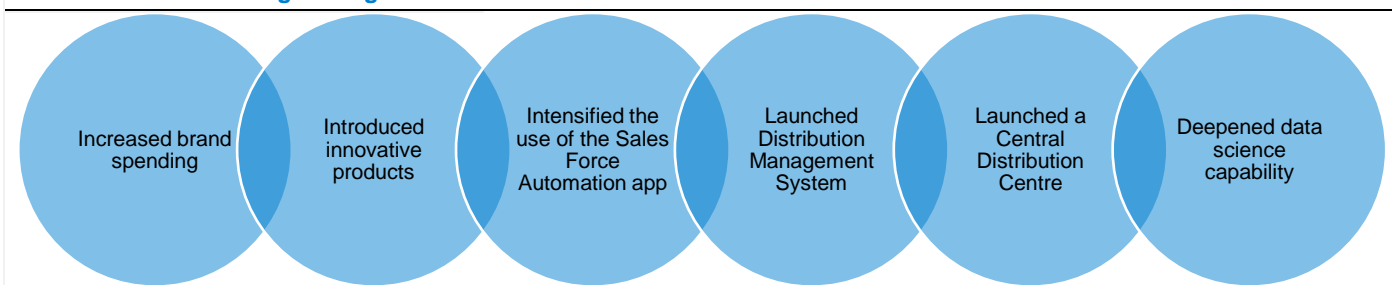 Increased brand
spending
Introduced
innovative
products
Intensified the
use of the Sales
Force
Automation app
Launched
Distribution
Management
System
Launched a
Central
Distribution
Centre
Deepened data
science
capability